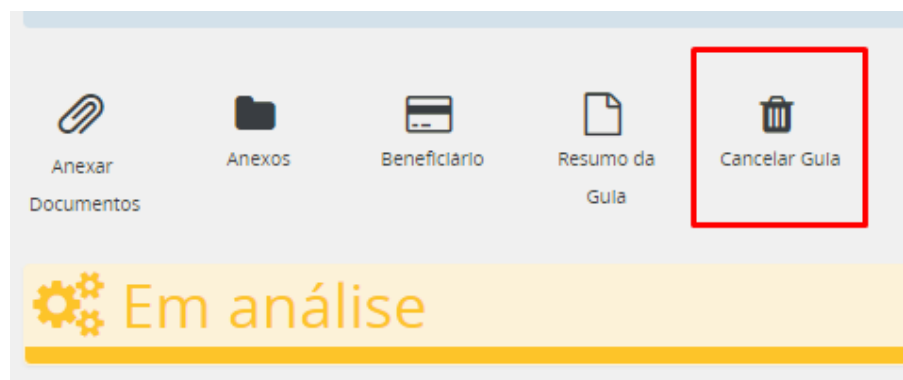 Anexar
Documentos
Anexos
Beneficiário
Resumo da
Guia
Cancelar Guia
Em análise